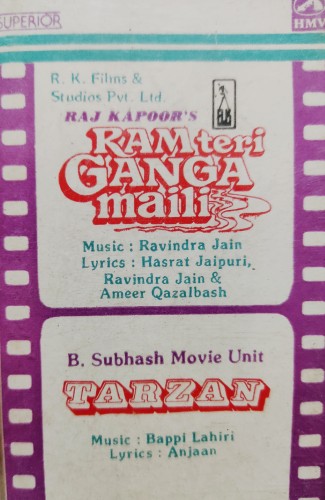 SUPERIOR
HMV
R. K. Films &
Studios Pvt. Ltd.
RAJ KAPOOR'S
RAM teri
GANGA
maili
Music : Ravindra Jain
Lyrics : Hasrat Jaipuri,
Ravindra Jain &
Ameer Qazalbash
B. Subhash Movie Unit
TARZAN
Music : Bappi Lahiri
Lyrics : Anjaan